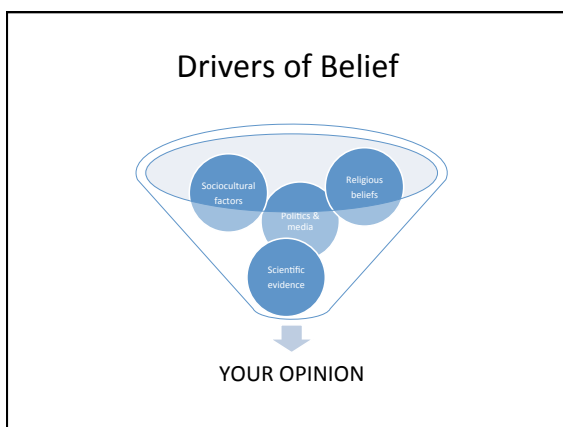 Drivers of Belief
Sociocultural
factors
Religious
beliefs
Politics &
media
Scientific
evidence
YOUR OPINION